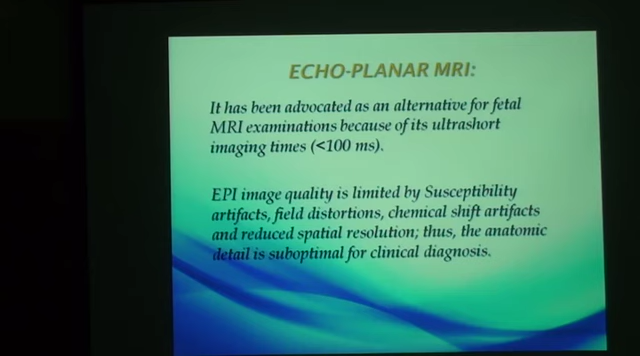 ECHO-PLANAR MRI:
It has been advocated as an alternative for fetal
MRI examinations because of its ultrashort
imaging times (<100 ms).
EPI image quality is limited by Susceptibility
artifacts, field distortions, chemical shift artifacts
and reduced spatial resolution; thus, the anatomic
detail is suboptimal for clinical diagnosis.